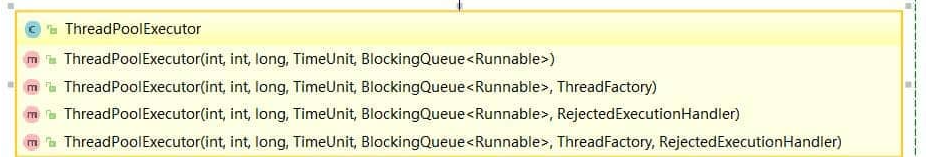 ThreadPoolExecutor
ThreadPoolExecutor(int, int, long, TimeUnit, BlockingQueue<Runnable>)
ThreadPoolExecutor(int, int, long, TimeUnit, BlockingQueue<Runnable>, ThreadFactory)
ThreadPoolExecutor(int, int, long, TimeUnit, BlockingQueue<Runnable>, RejectedExecutionHandler)
ThreadPoolExecutor(int, int, long, TimeUnit, BlockingQueue<Runnable>, ThreadFactory, RejectedExecutionHandler)